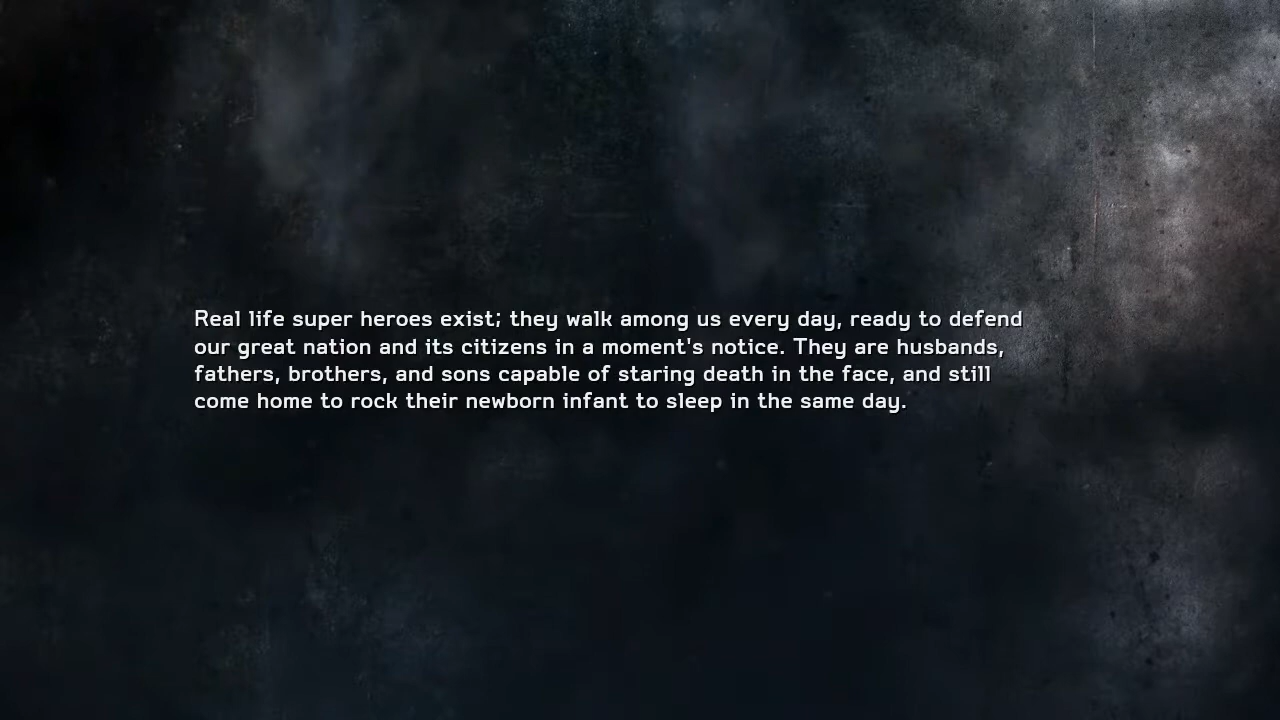 Real life super heroes exist; they walk among us every day, ready to defend
our great nation and its citizens in a moment's notice. They are husbands,
fathers, brothers, and sons capable of staring death in the face, and still
come home to rock their newborn infant to sleep in the same day.